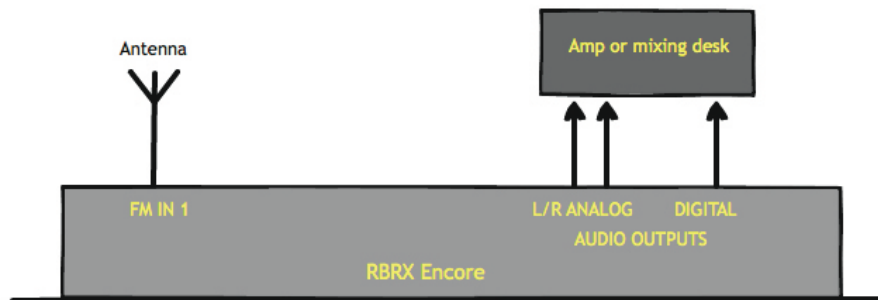 Antenna
Amp or mixing desk
FM IN 1
L/R ANALOG
DIGITAL
AUDIO OUTPUTS
RBRX Encore